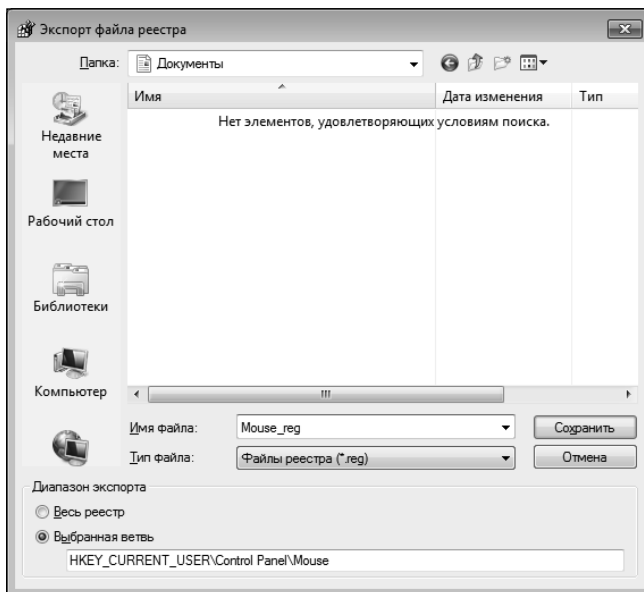 Экспорт файла реестра
Папка: Документы
Имя Дата изменения Тип
Нет элементов, удовлетворяющих условиям поиска.
Недавние
места
Рабочий стол
Библиотеки
Компьютер
Имя файла: Mouse_reg Сохранить
Тип файла: Файлы реестра (*.reg) Отмена
Диапазон экспорта
Весь реестр
Выбранная ветвь
HKEY_CURRENT_USER\Control Panel\Mouse